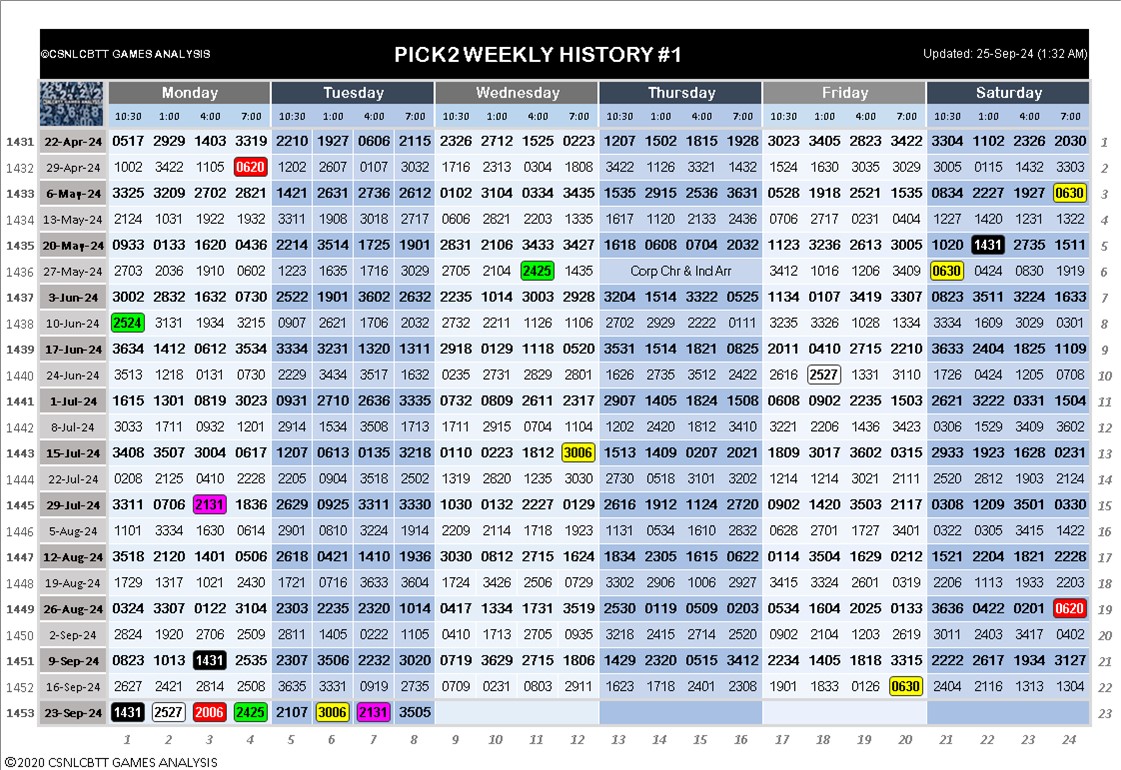 ©CSNLCBTT GAMES ANALYSIS PICK2 WEEKLY HISTORY #1 Updated: 25-Sep-24 (1:32 AM)
Monday Tuesday Wednesday Thursday Friday Saturday
10:30 1:00 4:00 7:00 10:30 1:00 4:00 8:00 10:30 1:00 4:00 7:00 10:30 1:00 4:00 7:00 10:30 1:00 4:00 7:00 10:30 1:00 4:00 7:00
1431 22-Apr-24 0517 2929 1403 3319 2210 1927 0606 2115 2326 2712 1525 0223 1207 1502 1815 1928 3023 3405 2823 3422 3304 1102 2326 2030 1
1432 29-Apr-24 1002 3422 1105 0620 1202 2607 0107 3032 1716 2313 0304 1808 3422 1126 3321 1432 1524 1630 3035 3029 3005 0115 1432 3303 2
1433 6-May-24 3325 3209 2702 2821 1421 2631 2736 2612 0102 3104 0334 3435 1535 2915 2536 3631 0528 1918 2521 1535 0834 2227 1927 0630 3
1434 13-May-24 2124 1031 1922 1932 3311 1908 3018 2717 0606 2821 2203 1335 1617 1120 2133 2436 0706 2717 0231 0404 1227 1420 1231 1322 4
1435 20-May-24 0933 0133 1620 0436 2214 3514 1725 1901 2831 2106 3433 3427 1618 0608 0704 2032 1123 3236 2613 3005 1020 1431 2735 1511 5
1436 27-May-24 2703 2036 1910 0602 1223 1635 1716 3029 2705 2104 2425 1435 Corp Chr & Ind Arr 3412 1016 1206 3409 0630 0424 0830 1919 6
1437 3-Jun-24 3002 2832 1632 0730 2522 1901 3602 2632 2235 1014 3003 2928 3204 1514 3322 0525 1134 0107 3419 3307 0823 3511 3224 1633 7
1438 10-Jun-24 2524 3131 1934 3215 0907 2621 1706 2032 2732 2211 1126 1106 2702 2929 2222 0111 3235 3326 1028 1334 3334 1609 3029 0301 8
1439 17-Jun-24 3634 1412 0612 3534 3334 3231 1320 1311 2918 0129 1118 0520 3531 1514 1821 0825 2011 0410 2715 2210 3633 2404 1825 1109 9
1440 24-Jun-24 3513 1218 0131 0730 2229 3434 3517 1632 0235 2731 2829 2801 1626 2735 3512 2422 2616 2527 1331 3110 1726 0424 1205 0708 10
1441 1-Jul-24 1615 1301 0819 3023 0931 2710 2636 3335 0732 0809 2611 2317 2907 1405 1824 1508 0608 0902 2235 1503 2621 3222 0331 1504 11
1442 8-Jul-24 3033 1711 0932 1201 2914 1534 3508 1713 1711 2915 0704 1104 1202 2420 1812 3410 3221 2206 1436 3423 0306 1529 3409 3602 12
1443 15-Jul-24 3408 3507 3004 0617 1207 0613 0135 3218 0110 0223 1812 3006 1513 1409 0207 2021 1809 3017 3602 0315 2933 1923 1628 0231 13
1444 22-Jul-24 0208 2125 0410 2228 2205 0904 3518 2502 1319 2820 1235 3030 2730 0518 3101 3202 1214 1214 3021 2111 2520 2812 1903 2124 14
1445 29-Jul-24 3311 0706 2131 1836 2629 0925 3311 3330 1030 0132 2227 0129 2616 1912 1124 2720 0902 1420 3503 2117 0308 1209 3501 0330 15
1446 5-Aug-24 1101 3334 1630 0614 2901 0810 3224 1914 2209 2114 1718 1923 1131 0534 1610 2832 0628 2701 1727 3401 0322 0305 3415 1422 16
1447 12-Aug-24 3518 2120 1401 0506 2618 0421 1410 1936 3030 0812 2715 1624 1834 2305 1615 0622 0114 3504 1629 0212 1521 2204 1821 2228 17
1448 19-Aug-24 1729 1317 1021 2430 1721 0716 3633 3604 1724 3426 2506 0729 3302 2906 1006 2927 3415 3324 2601 0319 2206 1113 1933 2203 18
1449 26-Aug-24 0324 3307 0122 3104 2303 2235 2320 1014 0417 1334 1731 3519 2530 0119 0509 0203 0534 1604 2025 0133 3636 0422 0201 0620 19
1450 2-Sep-24 2824 1920 2706 2509 2811 1405 0222 1105 0410 1713 2705 0935 3218 2415 2714 2520 0902 2104 1203 2619 3011 2403 3417 0402 20
1451 9-Sep-24 0823 1013 1431 2535 2307 3506 2232 3020 0719 3629 2715 1806 1429 2320 0515 3412 2234 1405 1818 3315 2222 2617 1934 3127 21
1452 16-Sep-24 2627 2421 2814 2508 3635 3331 0919 2735 0709 0231 0803 2911 1623 1718 2401 2308 1901 1833 0126 0630 2404 2116 1313 1304 22
1453 23-Sep-24 1431 2527 2006 2425 2107 3006 2131 3505 23
1 2 3 4 5 6 7 8 9 10 11 12 13 14 15 16 17 18 19 20 21 22 23 24
©2020 CSNLCBTT GAMES ANALYSIS